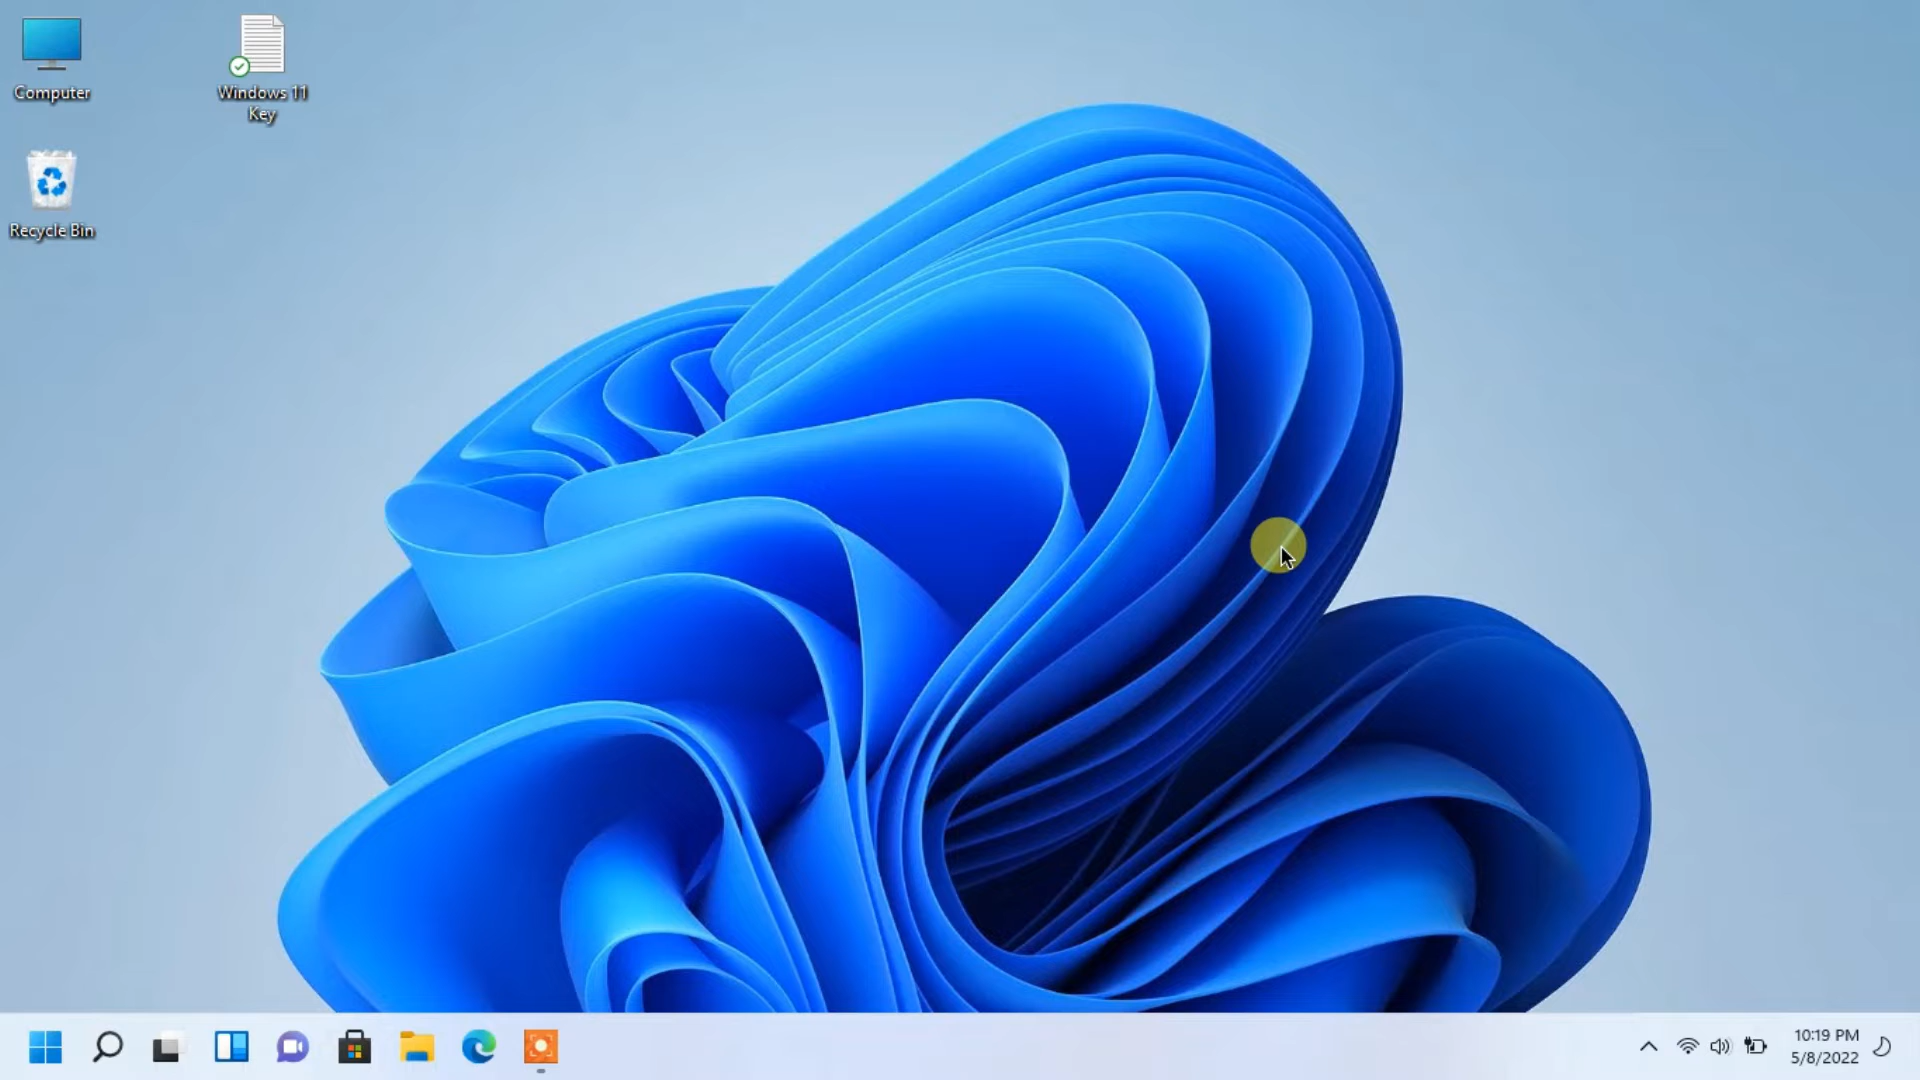 Computer
Windows 11
Key
Recycle Bin
10:19 PM
5/8/2022